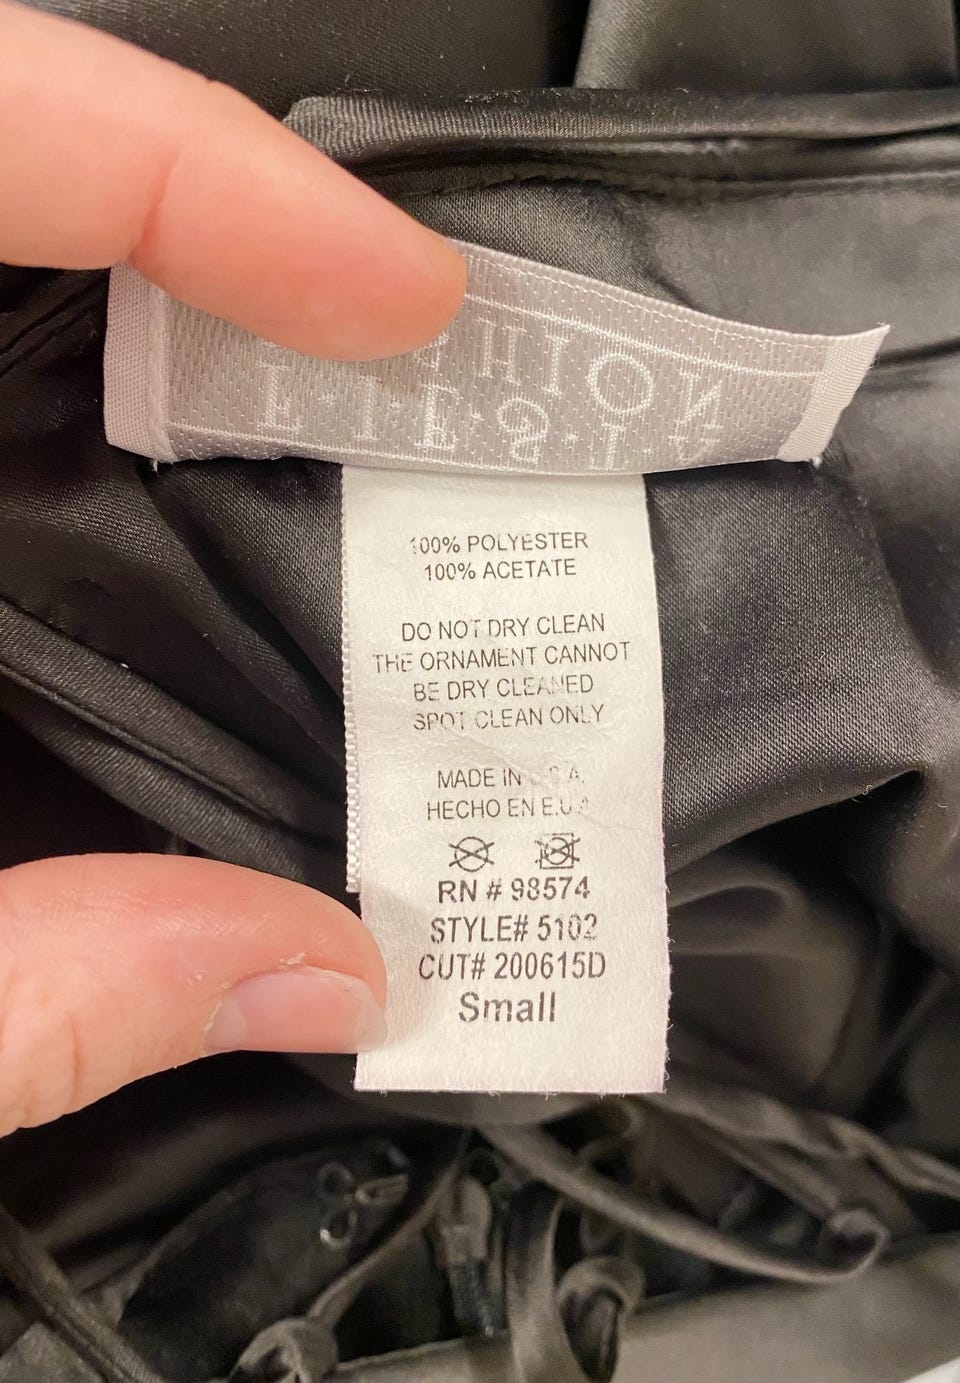 THION
E·L·E·G·I·A
100% POLYESTER
100% ACETATE
DO NOT DRY CLEAN
THE ORNAMENT CANNOT
BE DRY CLEANED
SPOT CLEAN ONLY
MADE IN U.S.A.
HECHO EN E.U.A
RN # 98574
STYLE# 5102
CUT# 200615D
Small